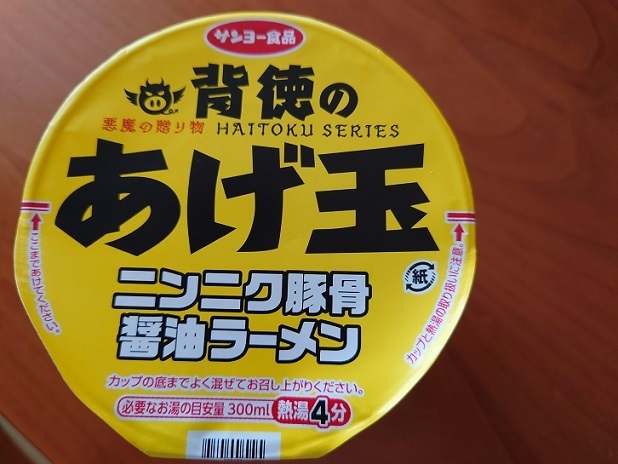 サンヨー食品
背徳の
悪魔の贈り物 HAITOKU SERIES
あげ玉
ここまであけてください。
紙
カップと熱湯の取り扱いに注意。
ニンニク豚骨
醤油ラーメン
カップの底までよく混ぜてお召し上がりください。
必要なお湯の目安量 300ml 熱湯4分